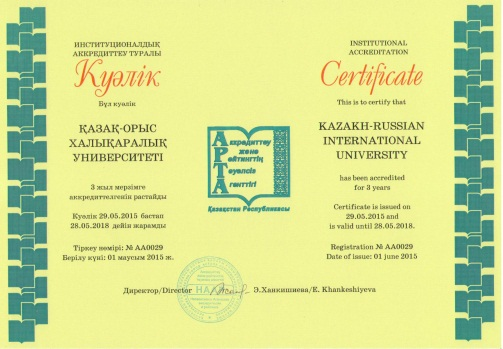 ИНСТИТУЦИОНАЛДЫҚ
АККРЕДИТТЕУ ТУРАЛЫ
Куәлік
Бұл куәлік
ҚАЗАҚ-ОРЫС
ХАЛЫҚАРАЛЫҚ
УНИВЕРСИТЕТІ
3 жыл мерзімге
аккредиттелгенін растайды
Куәлік 29.05.2015 бастап
28.05.2018 дейін жарамды
Тіркеу нөмірі: № АА0029
Берілу күні: 01 маусым 2015 ж.
Аккредиттеу
және
Рейтингтің
Тәуелсіз
Агенттігі
Қазақстан Республикасы
INSTITUTIONAL
ACCREDITATION
Certificate
This is to certify that
KAZAKH-RUSSIAN
INTERNATIONAL
UNIVERSITY
has been accredited
for 3 years
Certificate is issued on
29.05.2015 and
is valid until 28.05.2018.
Registration № AA0029
Date of issue: 01 june 2015
Директор/Director
Э.Ханкишиева/E. Khankeshiyeva
НААР